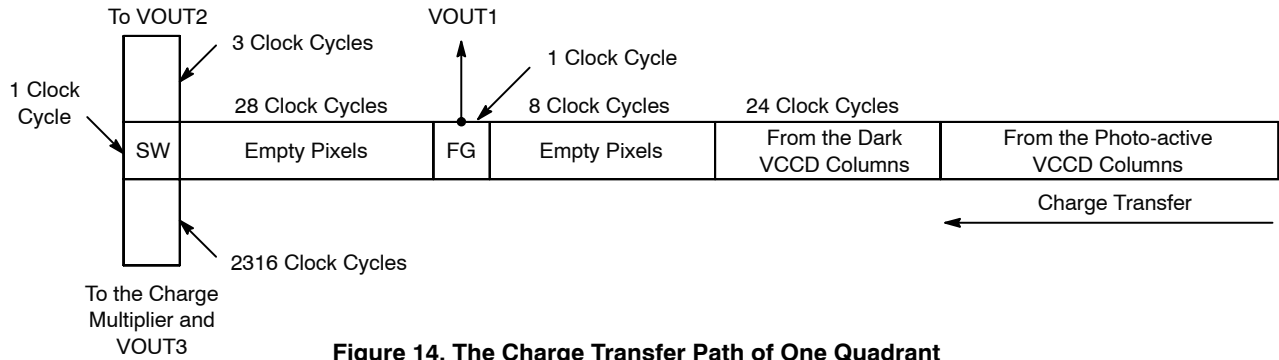 To VOUT2
VOUT1
3 Clock Cycles
1 Clock Cycle
1 Clock
Cycle
28 Clock Cycles
8 Clock Cycles
24 Clock Cycles
SW
Empty Pixels
FG
Empty Pixels
From the Dark
VCCD Columns
From the Photo−active
VCCD Columns
Charge Transfer
2316 Clock Cycles
To the Charge
Multiplier and
VOUT3
Figure 14. The Charge Transfer Path of One Quadrant